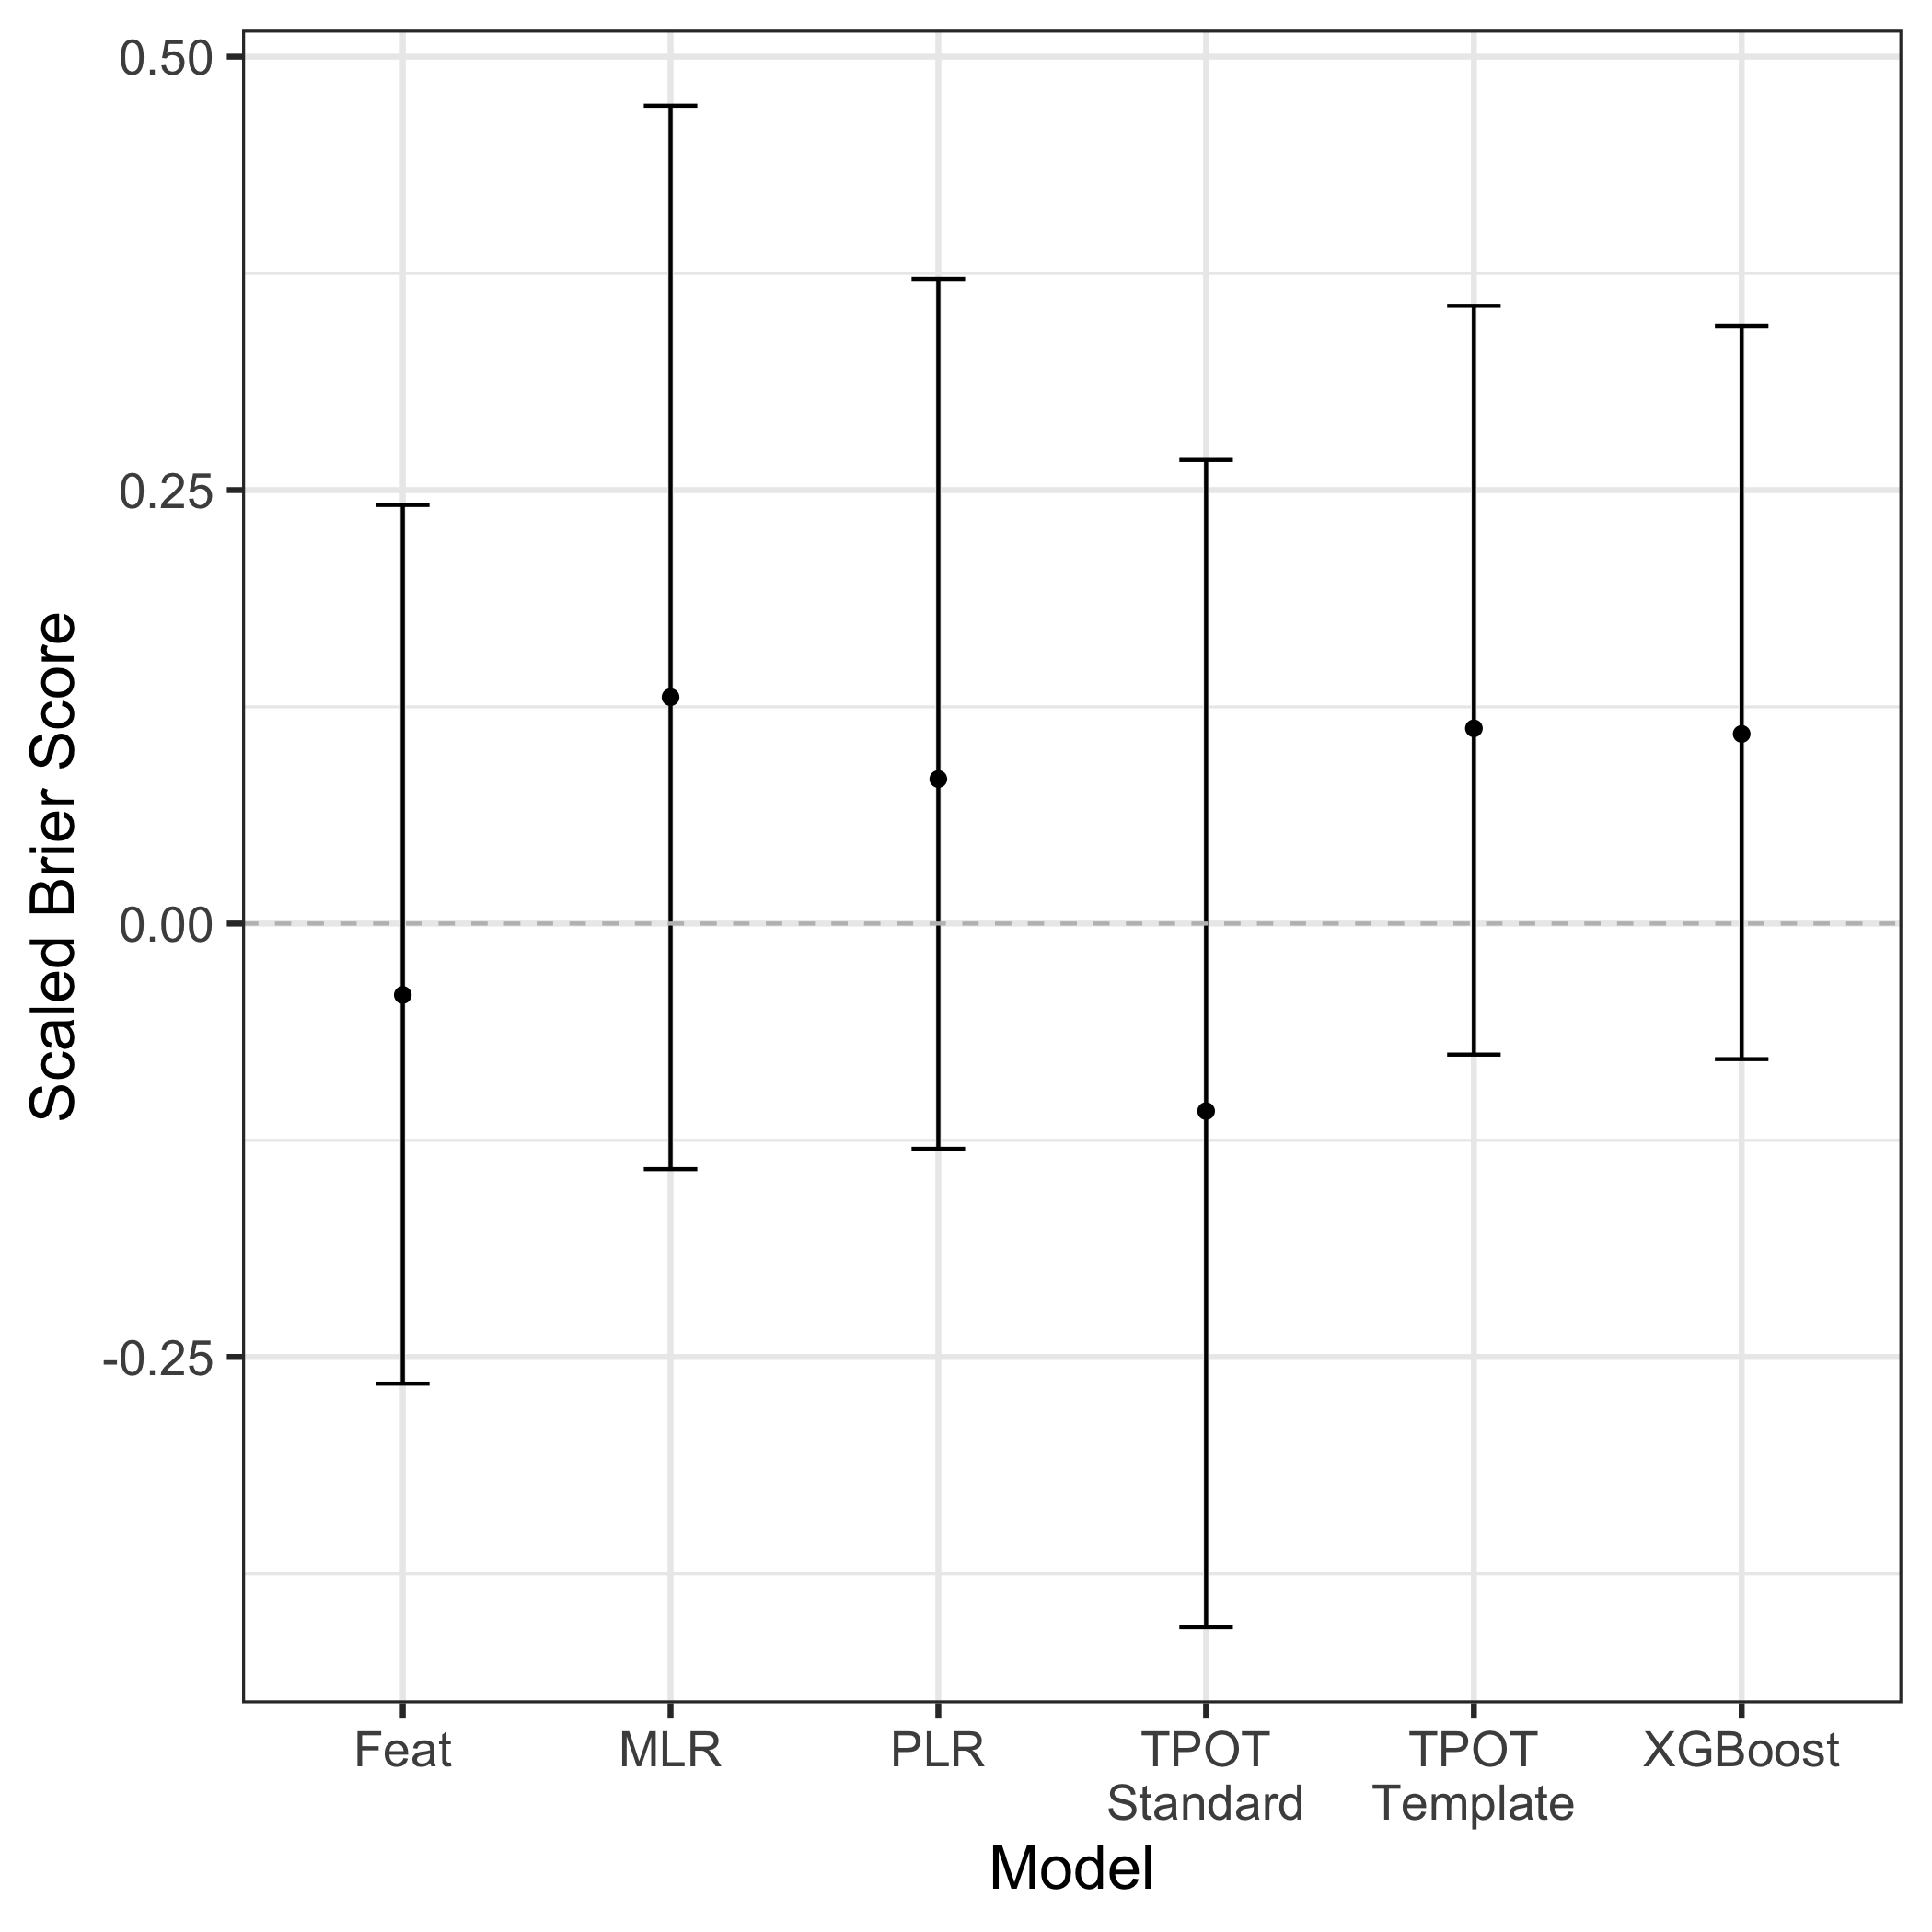 0.50
0.25
0.00
-0.25
Scaled Brier Score
Feat
MLR
PLR
TPOT
Standard
TPOT
Template
XGBoost
Model